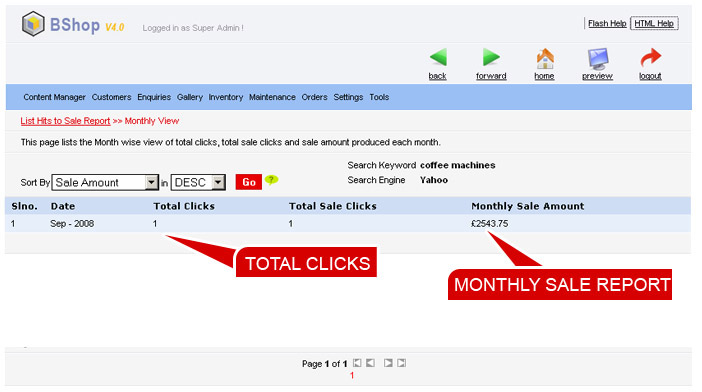 BShop V4.0 Logged in as Super Admin ! Flash Help HTML Help
back forward home preview logout
Content Manager Customers Enquiries Gallery Inventory Maintenance Orders Settings Tools
List Hits to Sale Report >> Monthly View
This page lists the Month wise view of total clicks, total sale clicks and sale amount produced each month.
Search Keyword coffee machines
Sort By Sale Amount in DESC Go ? Search Engine Yahoo
Slno. Date Total Clicks Total Sale Clicks Monthly Sale Amount
1 Sep - 2008 1 1 £2543.75
TOTAL CLICKS
MONTHLY SALE REPORT
Page 1 of 1
1